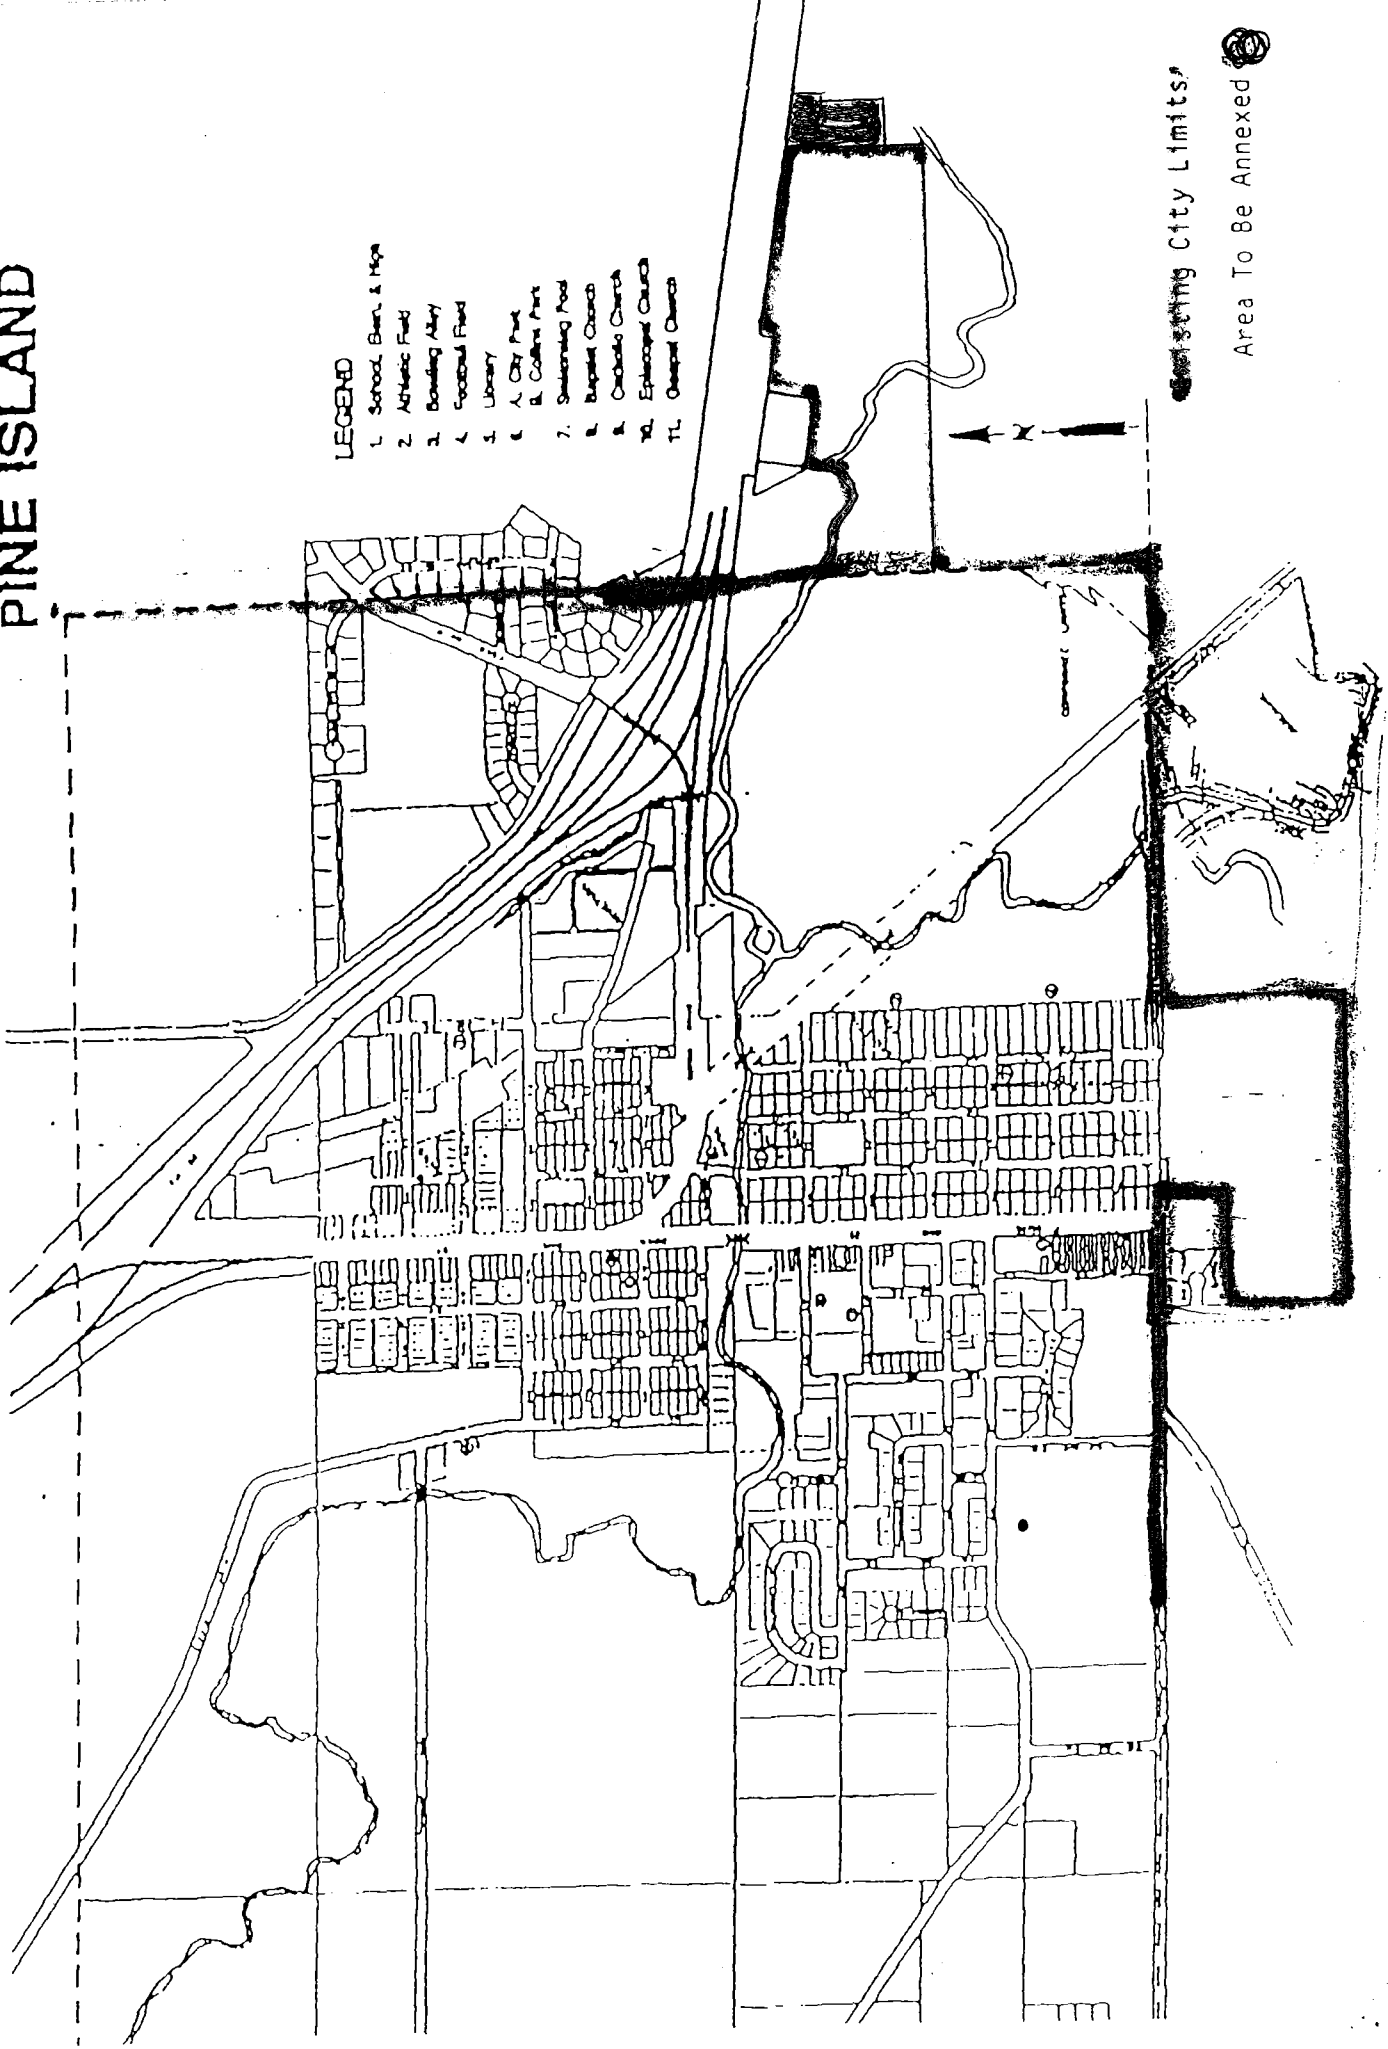 PINE ISLAND
LEGEND
1. School, Elem. & High
2. Athletic Field
3. Bowling Alley
4. Football Field
5. Library
6. A. City Park
B. Collins Park
7. Swimming Pool
8. Baptist Church
9. Catholic Church
10. Episcopal Church
11. Gospel Church
N
Existing City Limits
Area To Be Annexed